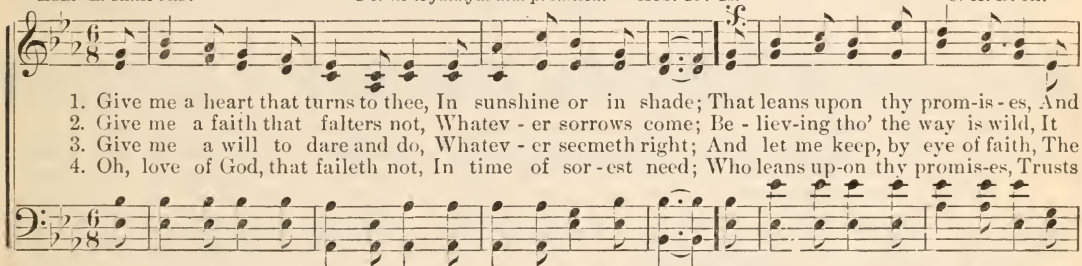 1. Give me a heart that turns to thee, In sunshine or in shade; That leans upon thy prom-is-es, And
2. Give me a faith that falters not, Whatev-er sorrows come; Be-liev-ing tho' the way is wild, It
3. Give me a will to dare and do, Whatev-er seemeth right; And let me keep, by eye of faith, The
4. Oh, love of God, that faileth not, In time of sor-est need; Who leans up-on thy promis-es, Trusts